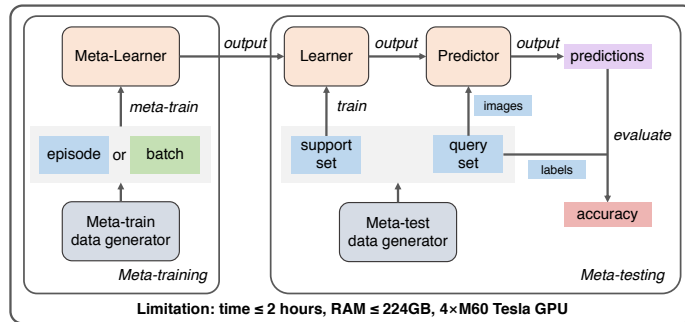 Meta-Learner
output
Learner
output
Predictor
output
predictions
meta-train
train
images
evaluate
episode or batch
support
set
query
set
labels
Meta-train
data generator
Meta-test
data generator
accuracy
Meta-training
Meta-testing
Limitation: time ≤ 2 hours, RAM ≤ 224GB, 4×M60 Tesla GPU